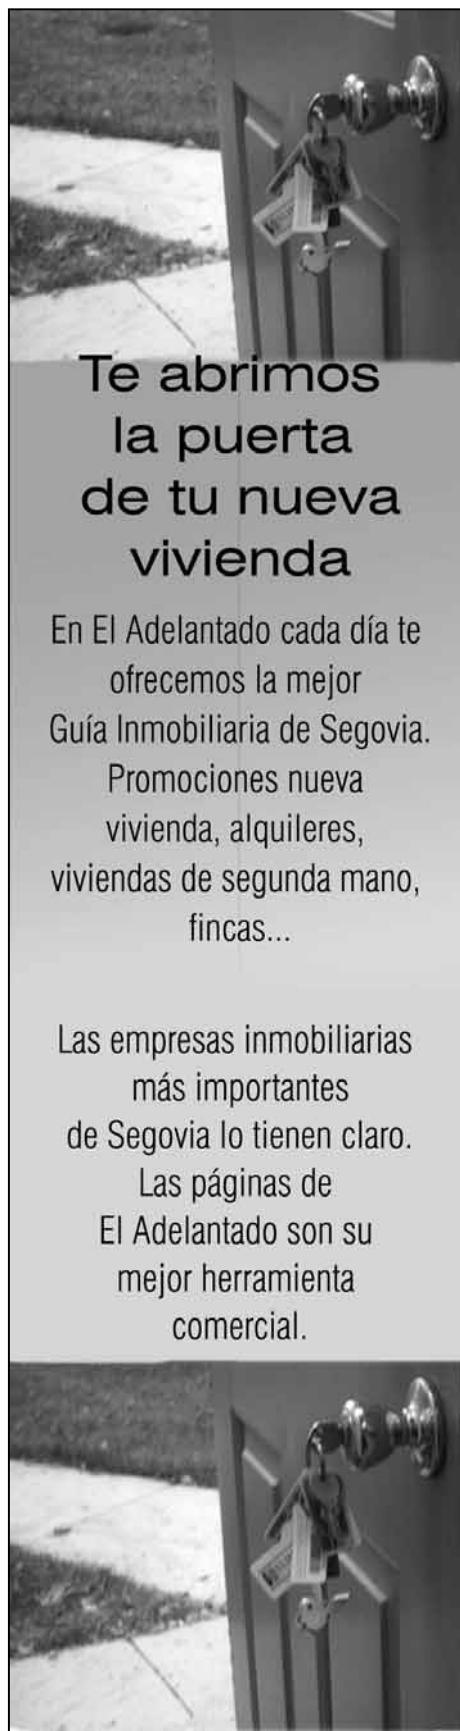 Te abrimos
la puerta
de tu nueva
vivienda
En El Adelantado cada día te
ofrecemos la mejor
Guía Inmobiliaria de Segovia.
Promociones nueva
vivienda, alquileres,
viviendas de segunda mano,
fincas...
Las empresas inmobiliarias
más importantes
de Segovia lo tienen claro.
Las páginas de
El Adelantado son su
mejor herramienta
comercial.